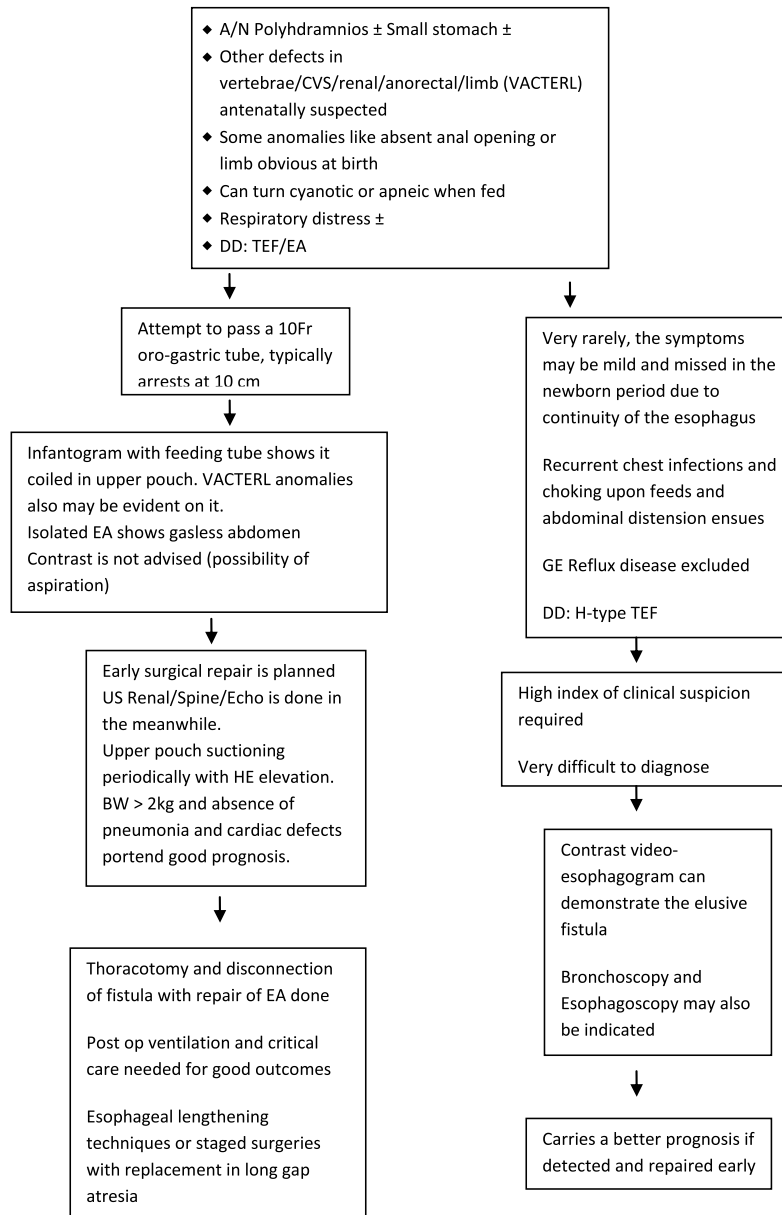 ◆ A/N Polyhdramnios ± Small stomach ±
◆ Other defects in
vertebrae/CVS/renal/anorectal/limb (VACTERL)
antenatally suspected
◆ Some anomalies like absent anal opening or
limb obvious at birth
◆ Can turn cyanotic or apneic when fed
◆ Respiratory distress ±
◆ DD: TEF/EA
Attempt to pass a 10Fr
oro-gastric tube, typically
arrests at 10 cm
Infantogram with feeding tube shows it
coiled in upper pouch. VACTERL anomalies
also may be evident on it.
Isolated EA shows gasless abdomen
Contrast is not advised (possibility of
aspiration)
Early surgical repair is planned
US Renal/Spine/Echo is done in
the meanwhile.
Upper pouch suctioning
periodically with HE elevation.
BW > 2kg and absence of
pneumonia and cardiac defects
portend good prognosis.
Thoracotomy and disconnection
of fistula with repair of EA done
Post op ventilation and critical
care needed for good outcomes
Esophageal lengthening
techniques or staged surgeries
with replacement in long gap
atresia
Very rarely, the symptoms
may be mild and missed in the
newborn period due to
continuity of the esophagus
Recurrent chest infections and
choking upon feeds and
abdominal distension ensues
GE Reflux disease excluded
DD: H-type TEF
High index of clinical suspicion
required
Very difficult to diagnose
Contrast video-
esophagogram can
demonstrate the elusive
fistula
Bronchoscopy and
Esophagoscopy may also
be indicated
Carries a better prognosis if
detected and repaired early